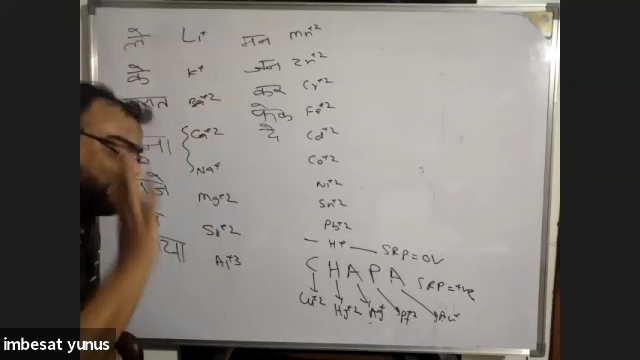 ले Li+ मन Mn+2
के K+ जन Zn+2
रात Ba+2 कर Cr+2
Ca+2 फेक Fe+2
Na+ दे Cd+2
Mg+2 Co+2
Ni+2
Sn+2
Al+3 Pb+2
H+ SRP=0V
CHAPA SRP=+ve
Cu+2 Hg+2 Ag+ Pt+2 Au+
imbesat yunus